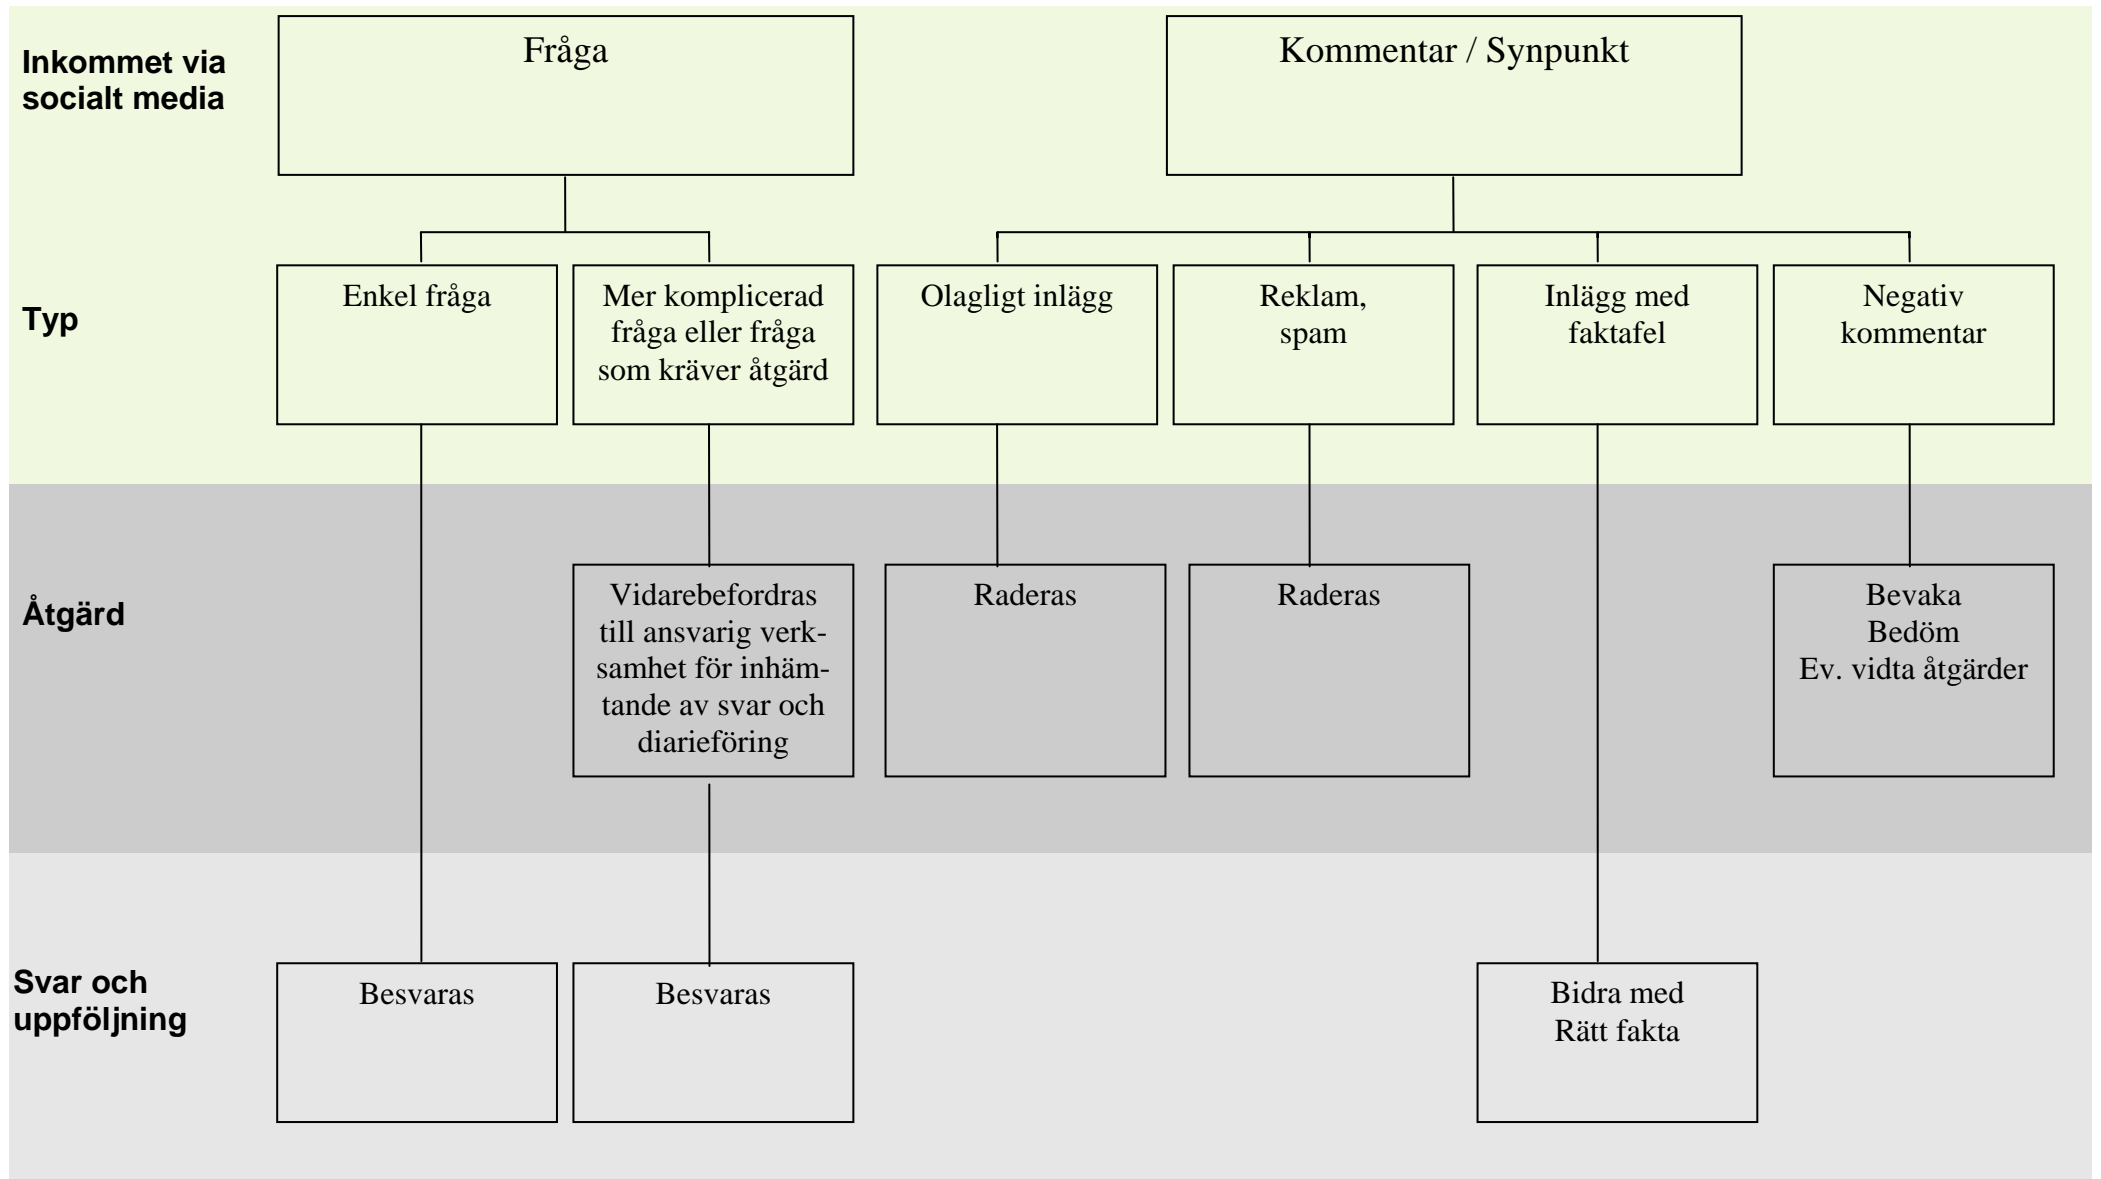 Inkommet via
socialt media
Fråga
Kommentar / Synpunkt
Typ
Enkel fråga
Mer komplicerad
fråga eller fråga
som kräver åtgärd
Olagligt inlägg
Reklam,
spam
Inlägg med
faktafel
Negativ
kommentar
Åtgärd
Vidarebefordras
till ansvarig verk-
samhet för inhäm-
tande av svar och
diarieföring
Raderas
Raderas
Bevaka
Bedöm
Ev. vidta åtgärder
Svar och
uppföljning
Besvaras
Besvaras
Bidra med
Rätt fakta